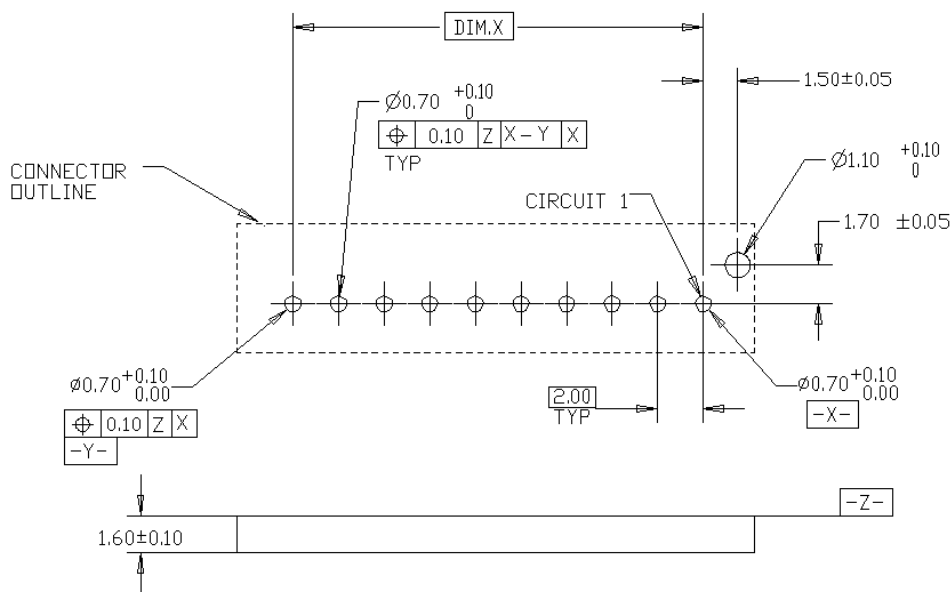 DIM.X
1.50±0.05
Ø0.70 +0.10
0
⌖ 0.10 Z X-Y X
TYP
Ø1.10 +0.10
0
CONNECTOR
OUTLINE
CIRCUIT 1
1.70 ±0.05
Ø0.70+0.10
0.00
⌖ 0.10 Z X
-Y-
2.00
TYP
Ø0.70+0.10
0.00
-X-
-Z-
1.60±0.10